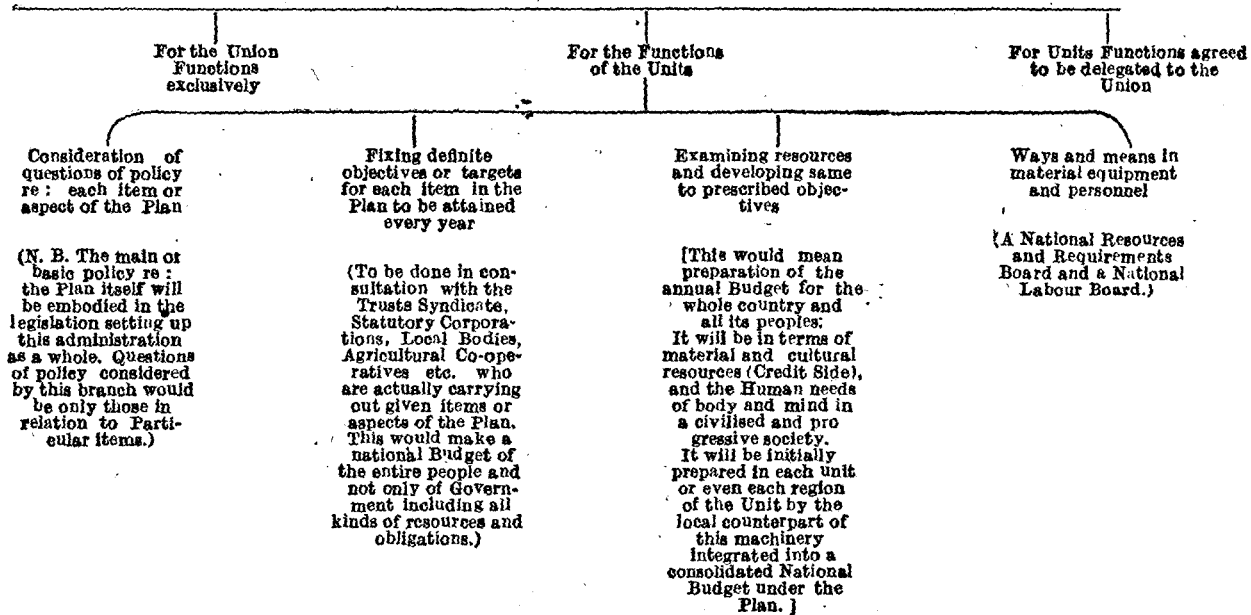 For the Union
Functions
exclusively
For the Functions
of the Units
For Units Functions agreed
to be delegated to the
Union
Consideration of
questions of policy
re : each item or
aspect of the Plan
(N. B. The main or
basic policy re :
the Plan itself will
be embodied in the
legislation setting up
this administration
as a whole. Questions
of policy considered
by this branch would
be only those in
relation to Parti-
cular items.)
Fixing definite
objectives or targets
for each item in the
Plan to be attained
every year
(To be done in con-
sultation with the
Trusts Syndicate,
Statutory Corpora-
tions, Local Bodies,
Agricultural Co-ope-
ratives etc. who
are actually carrying
out given items or
aspects of the Plan.
This would make a
national Budget of
the entire people and
not only of Govern-
ment including all
kinds of resources and
obligations.)
Examining resources
and developing same
to prescribed objec-
tives
[This would mean
preparation of the
annual Budget for the
whole country and
all its peoples;
It will be in terms of
material and cultural
resources (Credit Side),
and the Human needs
of body and mind in
a civilised and pro
gressive society.
It will be initially
prepared in each unit
or even each region
of the Unit by the
local counterpart of
this machinery
integrated into a
consolidated National
Budget under the
Plan. ]
Ways and means in
material equipment
and personnel
(A National Resources
and Requirements
Board and a National
Labour Board.)